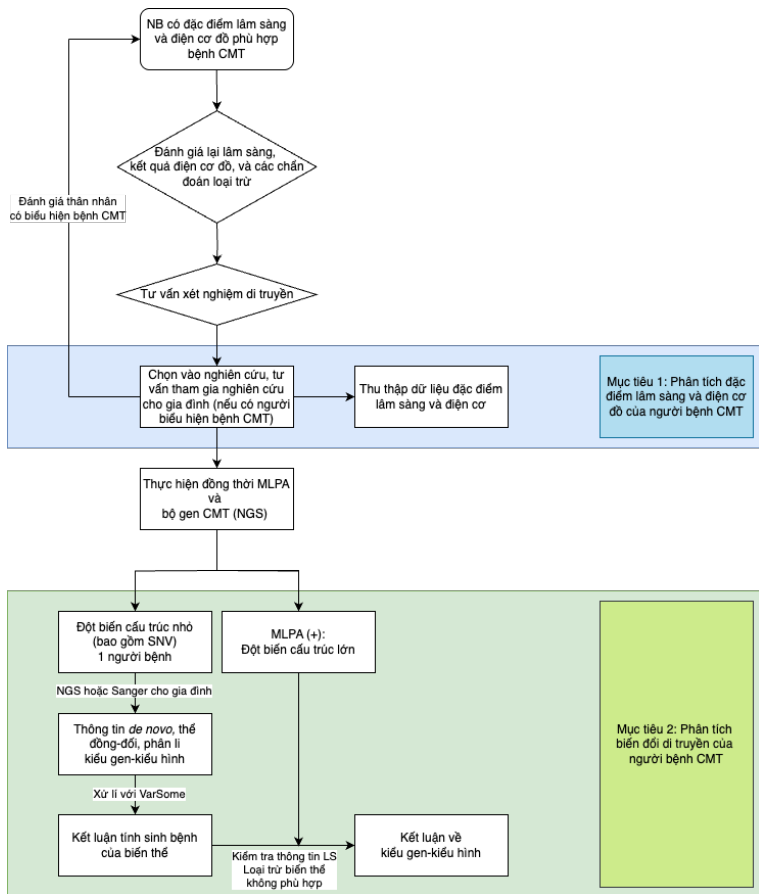 NB có đặc điểm lâm sàng
và điện cơ đồ phù hợp
bệnh CMT
Đánh giá lại lâm sàng,
kết quả điện cơ đồ, và các chẩn
đoán loại trừ
Đánh giá thân nhân
có biểu hiện bệnh CMT
Tư vấn xét nghiệm di truyền
Chọn vào nghiên cứu, tư
vấn tham gia nghiên cứu
cho gia đình (nếu có người
biểu hiện bệnh CMT)
Thu thập dữ liệu đặc điểm
lâm sàng và điện cơ
Mục tiêu 1: Phân tích đặc
điểm lâm sàng và điện cơ
đồ của người bệnh CMT
Thực hiện đồng thời MLPA
và
bộ gen CMT (NGS)
Đột biến cấu trúc nhỏ
(bao gồm SNV)
1 người bệnh
MLPA (+):
Đột biến cấu trúc lớn
NGS hoặc Sanger cho gia đình
Thông tin de novo, thể
đồng-đối, phân li
kiểu gen-kiểu hình
Mục tiêu 2: Phân tích
biến đổi di truyền của
người bệnh CMT
Xử lí với VarSome
Kết luận tính sinh bệnh
của biến thể
Kiểm tra thông tin LS
Loại trừ biến thể
không phù hợp
Kết luận về
kiểu gen-kiểu hình